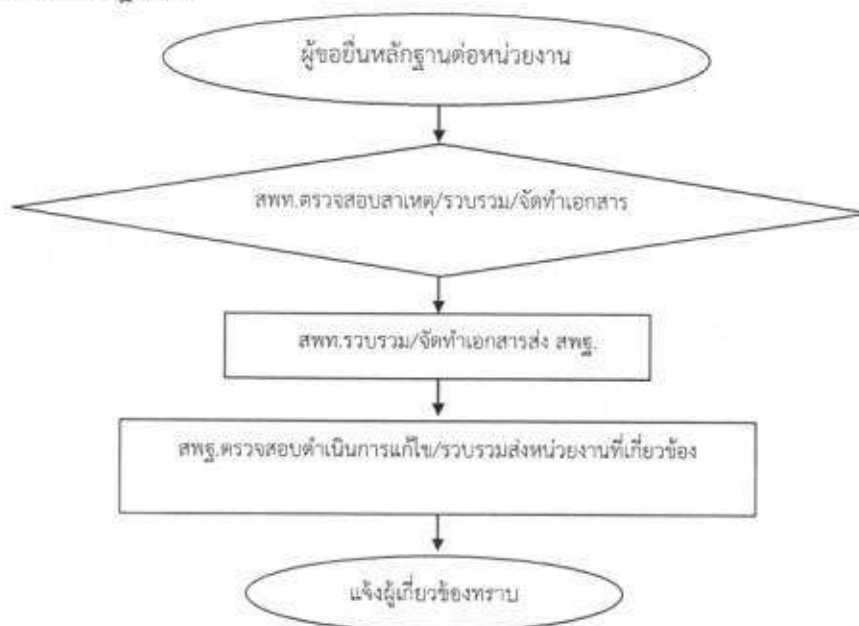 ผู้ขอยื่นหลักฐานต่อหน่วยงาน
สพท.ตรวจสอบสาเหตุ/รวบรวม/จัดทำเอกสาร
สพท.รวบรวม/จัดทำเอกสารส่ง สพฐ.
สพฐ.ตรวจสอบดำเนินการแก้ไข/รวบรวมส่งหน่วยงานที่เกี่ยวข้อง
แจ้งผู้เกี่ยวข้องทราบ